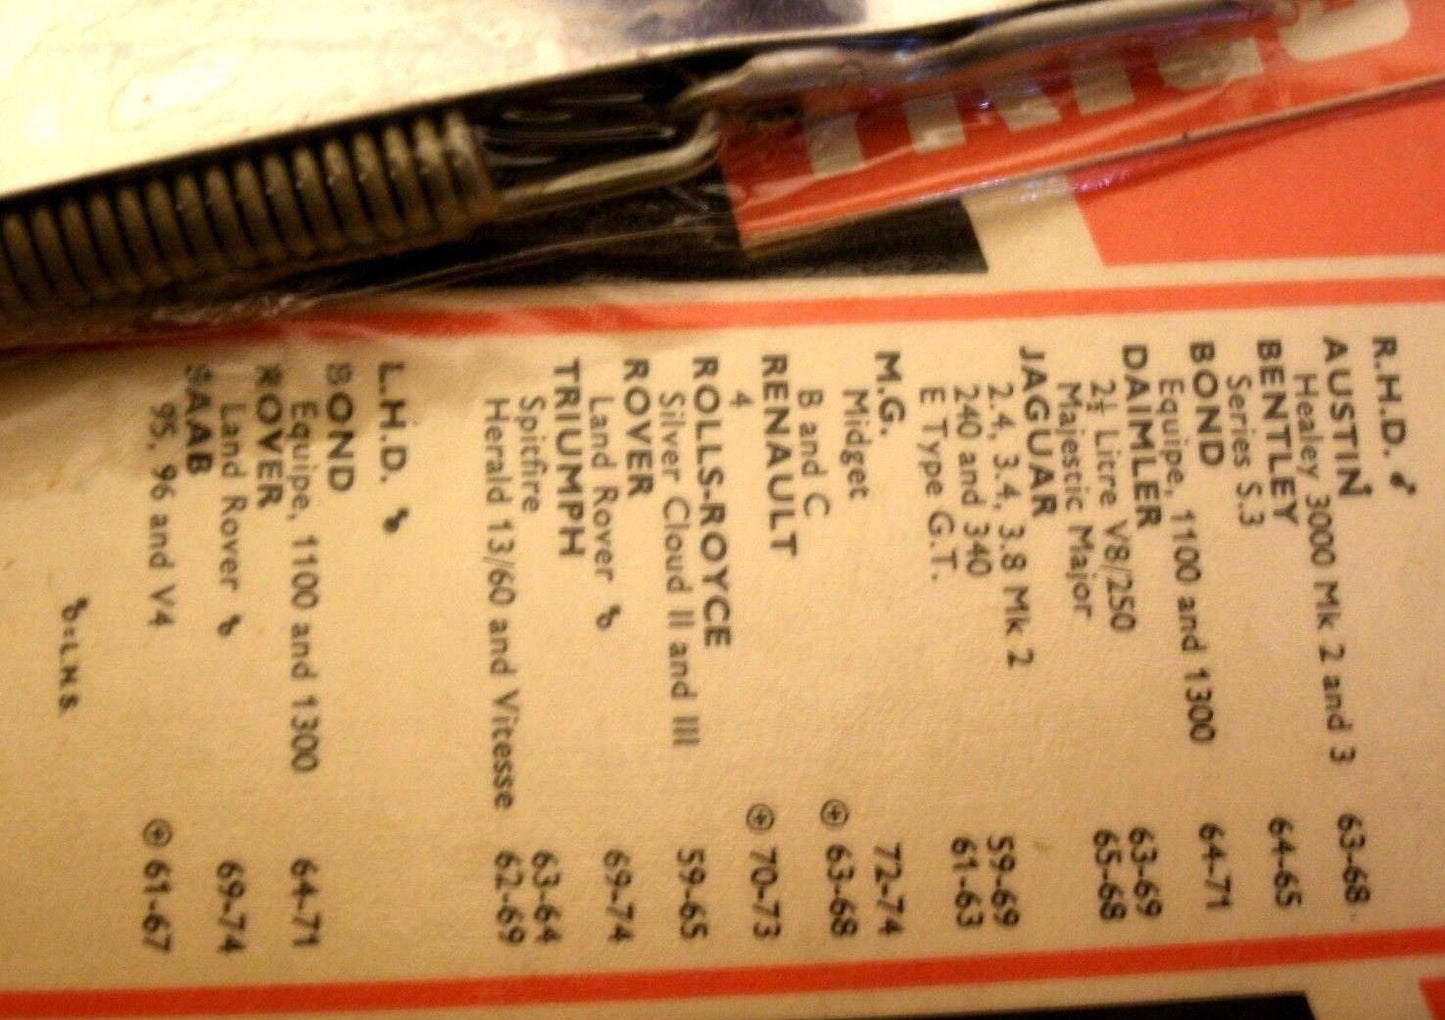 R.H.D. ♂
AUSTIN
Healey 3000 Mk 2 and 3 63-68
BENTLEY
Series S.3 64-65
BOND
Equipe, 1100 and 1300 64-71
DAIMLER
2½ Litre V8/250 63-69
Majestic Major 65-68
JAGUAR
2.4, 3.4, 3.8 Mk 2
240 and 340 59-69
E Type G.T. 61-63
M.G.
Midget 72-74
B and C ⊕ 63-68
RENAULT
4 ⊕ 70-73
ROLLS-ROYCE
Silver Cloud II and III 59-65
ROVER
Land Rover 69-74
TRIUMPH
Spitfire 63-64
Herald 13/60 and Vitesse 62-69
L.H.D.
BOND
Equipe, 1100 and 1300 64-71
ROVER
Land Rover 69-74
SAAB
95, 96 and V4 ⊕ 61-67
= L.H.S.